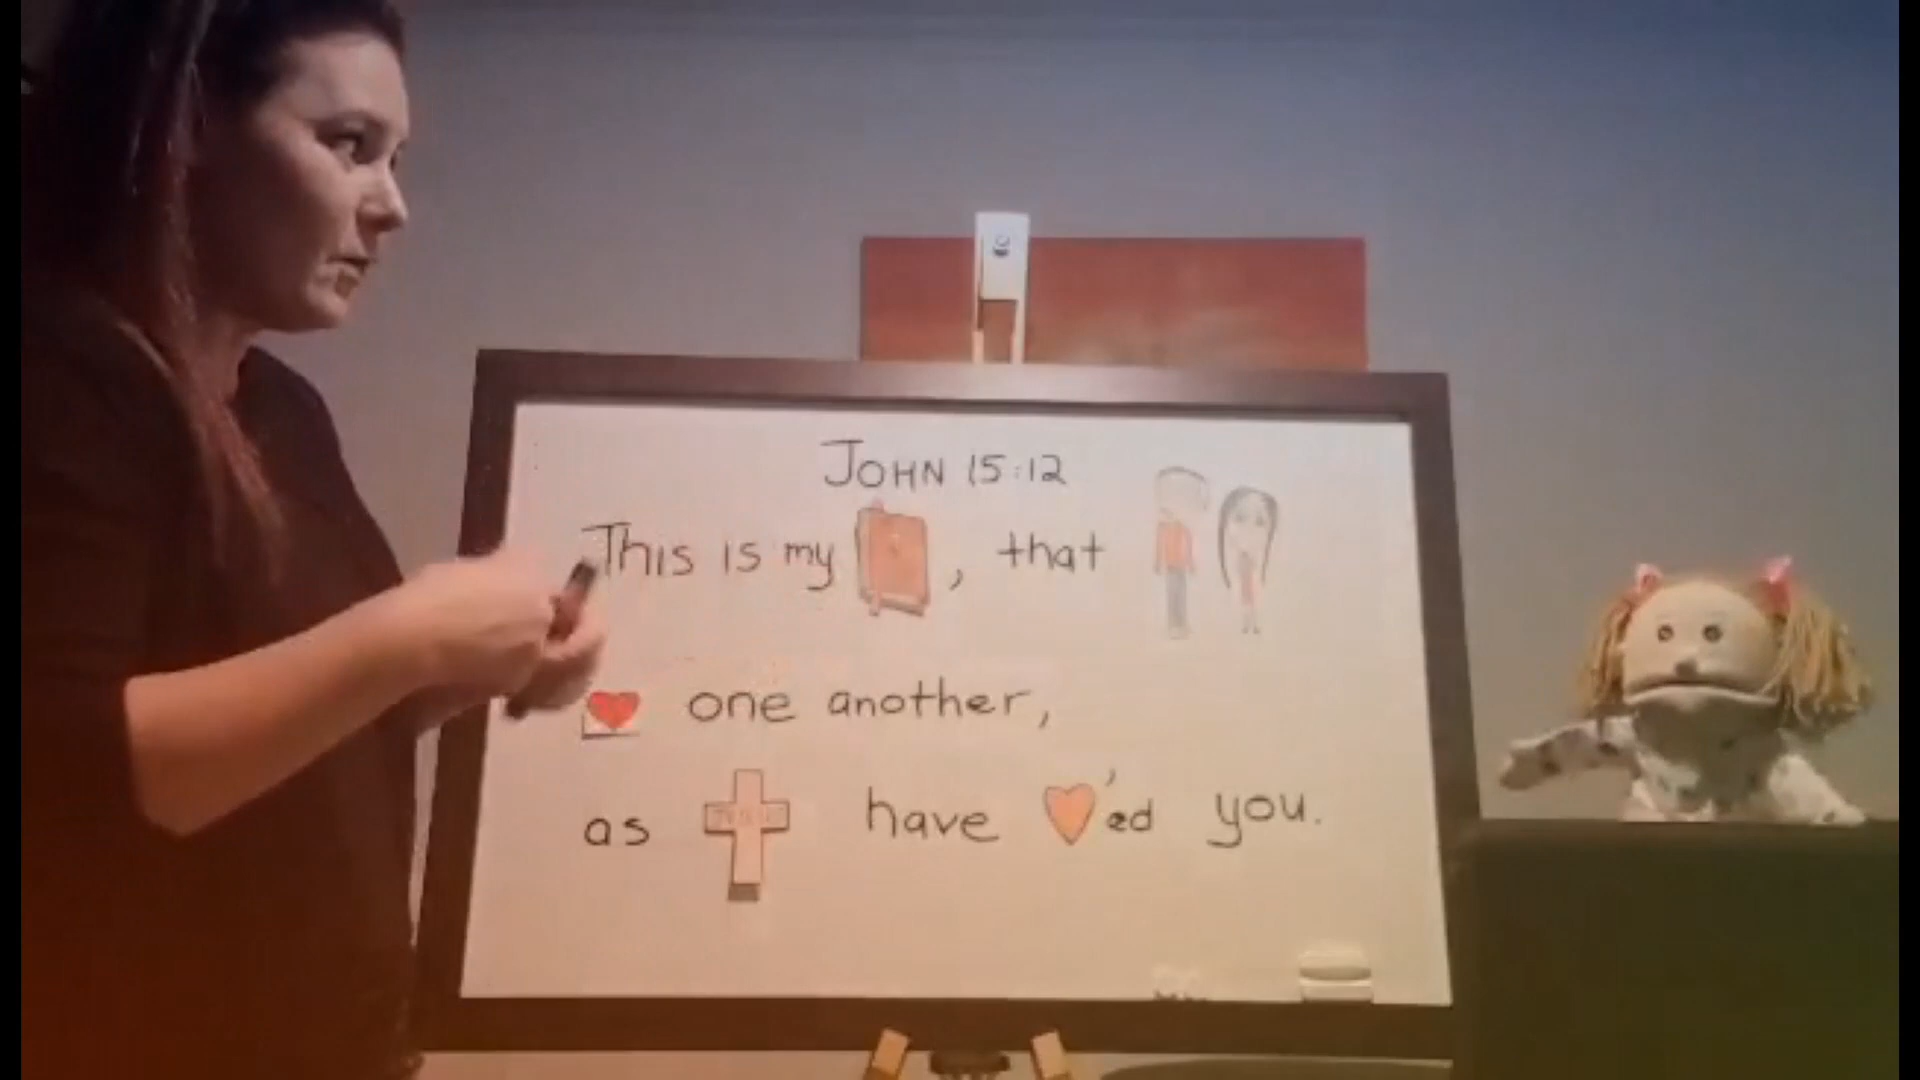 JOHN 15:12
This is my , that
one another,
as have 'ed you.